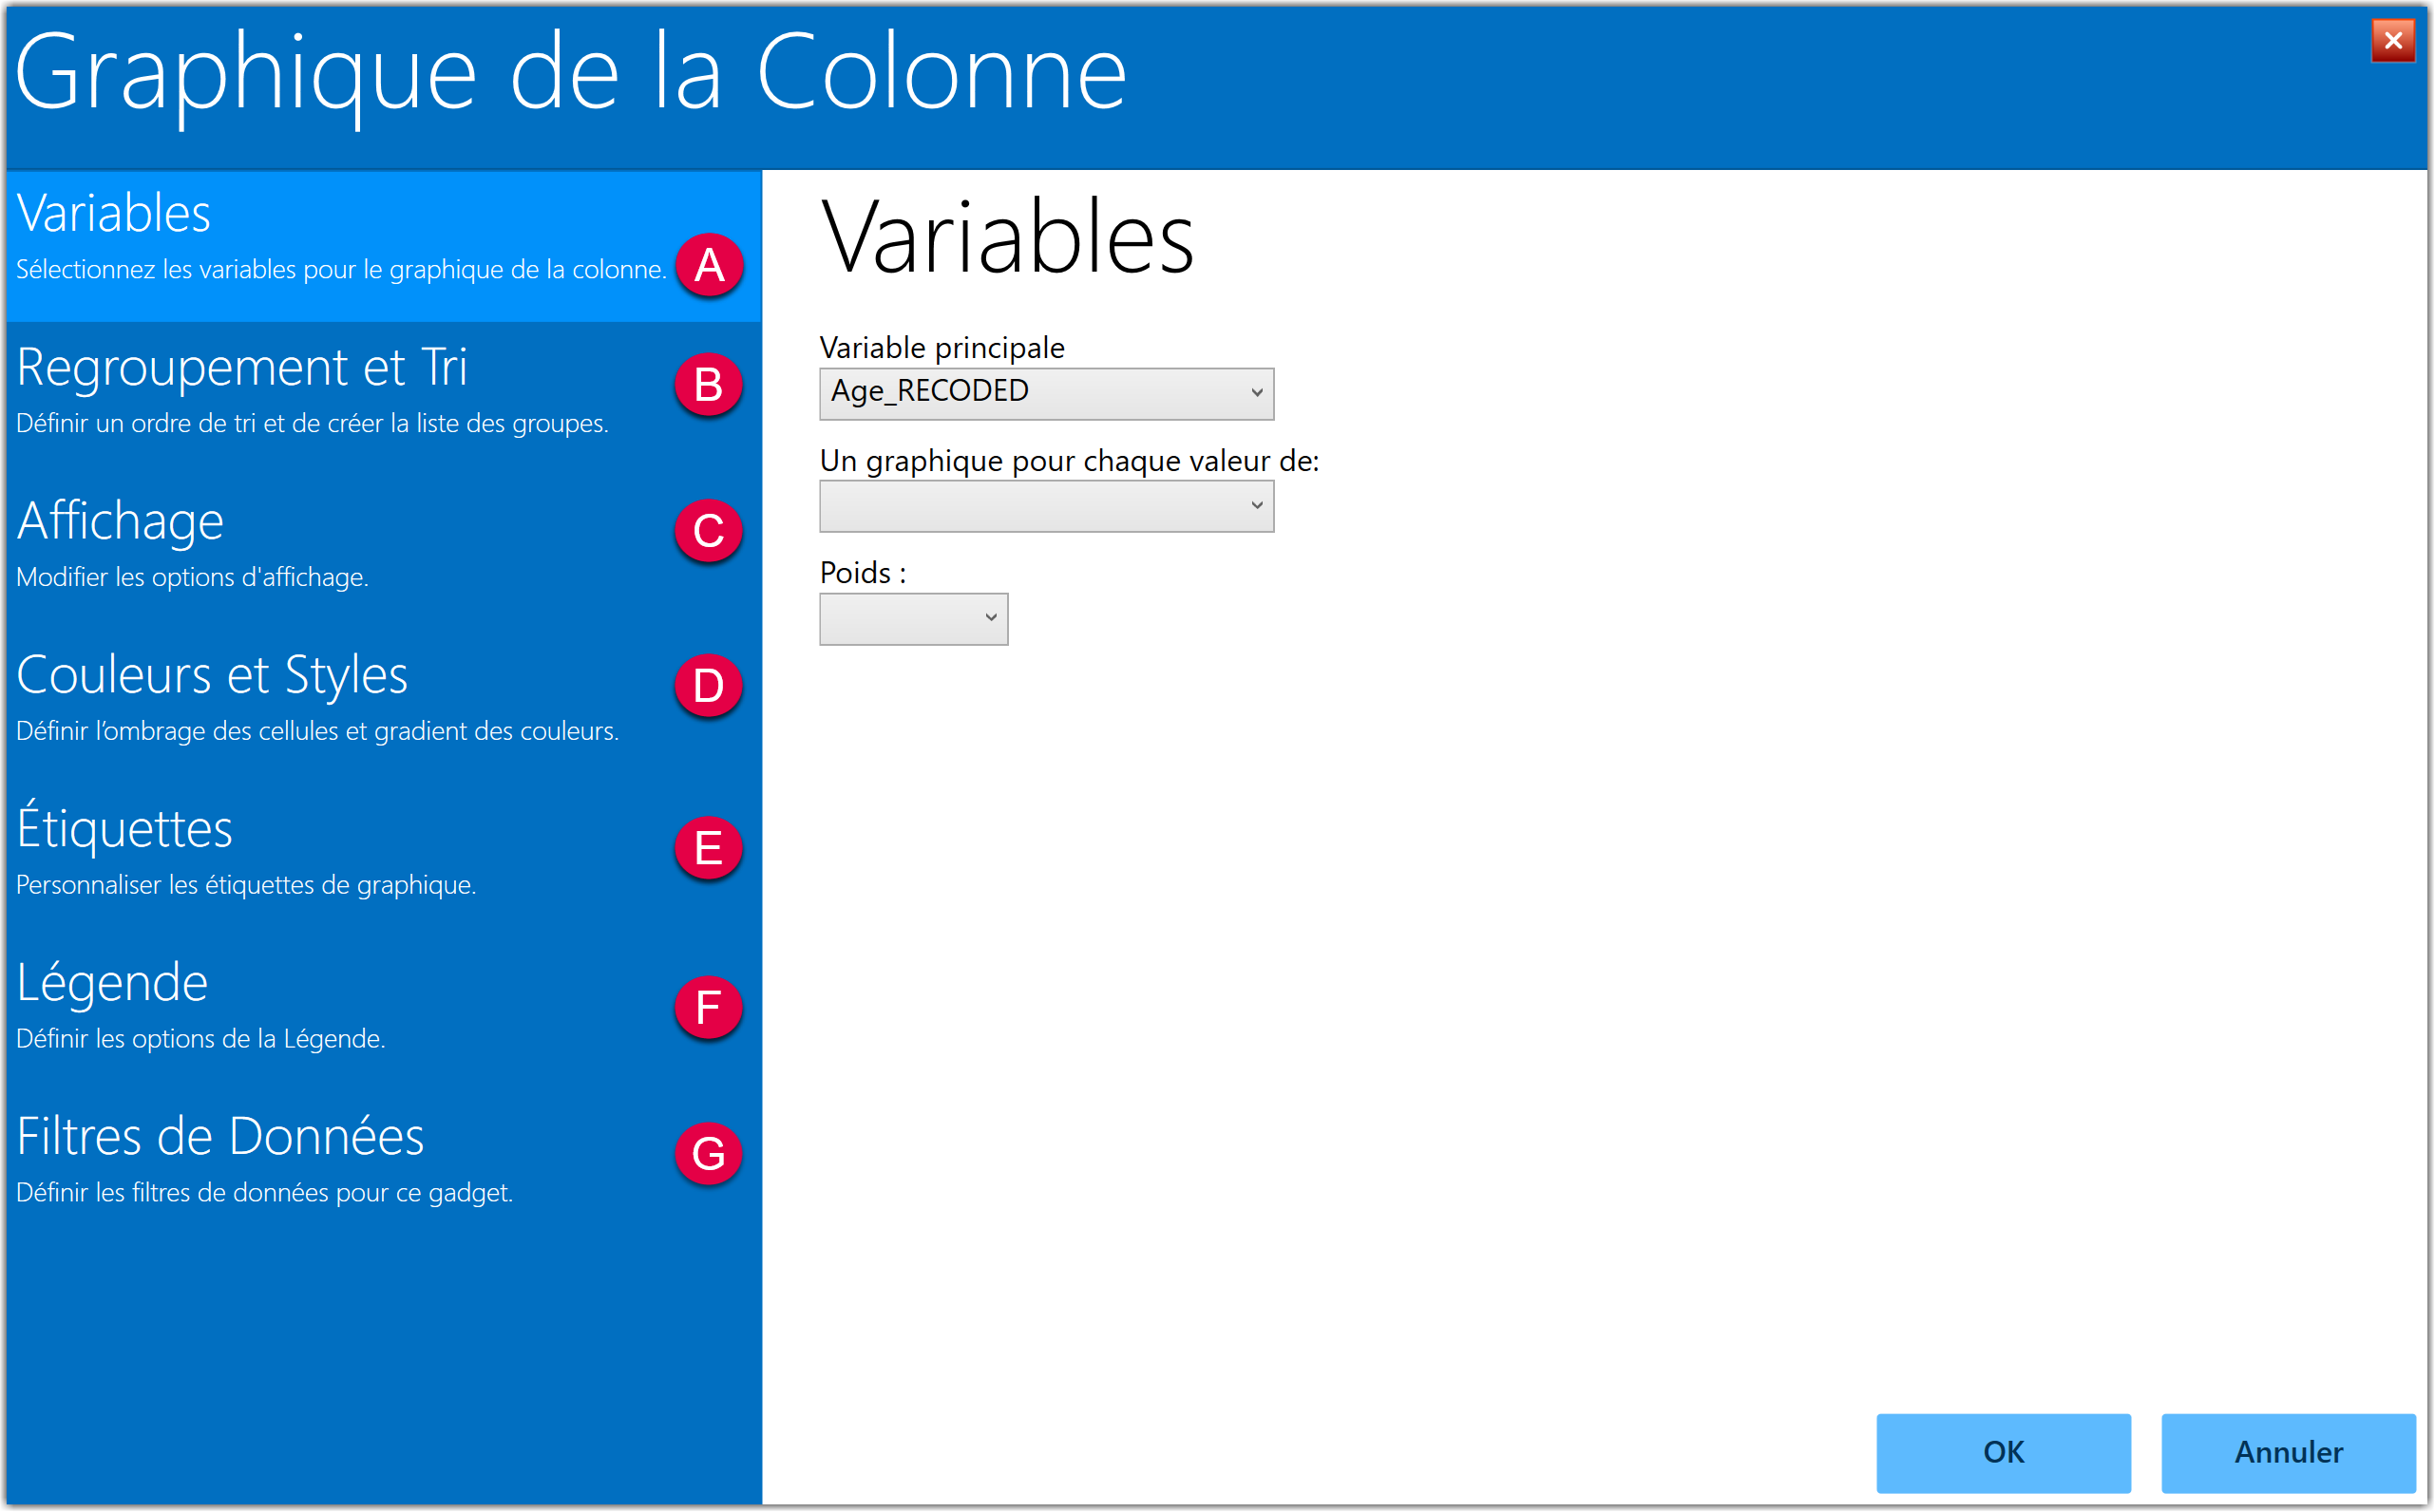 Graphique de la Colonne
Variables
Sélectionnez les variables pour le graphique de la colonne.
A
Regroupement et Tri
B
Définir un ordre de tri et de créer la liste des groupes.
Affichage
C
Modifier les options d'affichage.
Couleurs et Styles
D
Définir l’ombrage des cellules et gradient des couleurs.
Étiquettes
E
Personnaliser les étiquettes de graphique.
Légende
F
Définir les options de la Légende.
Filtres de Données
G
Définir les filtres de données pour ce gadget.
Variables
Variable principale
Age_RECODED
Un graphique pour chaque valeur de:
Poids :
OK
Annuler